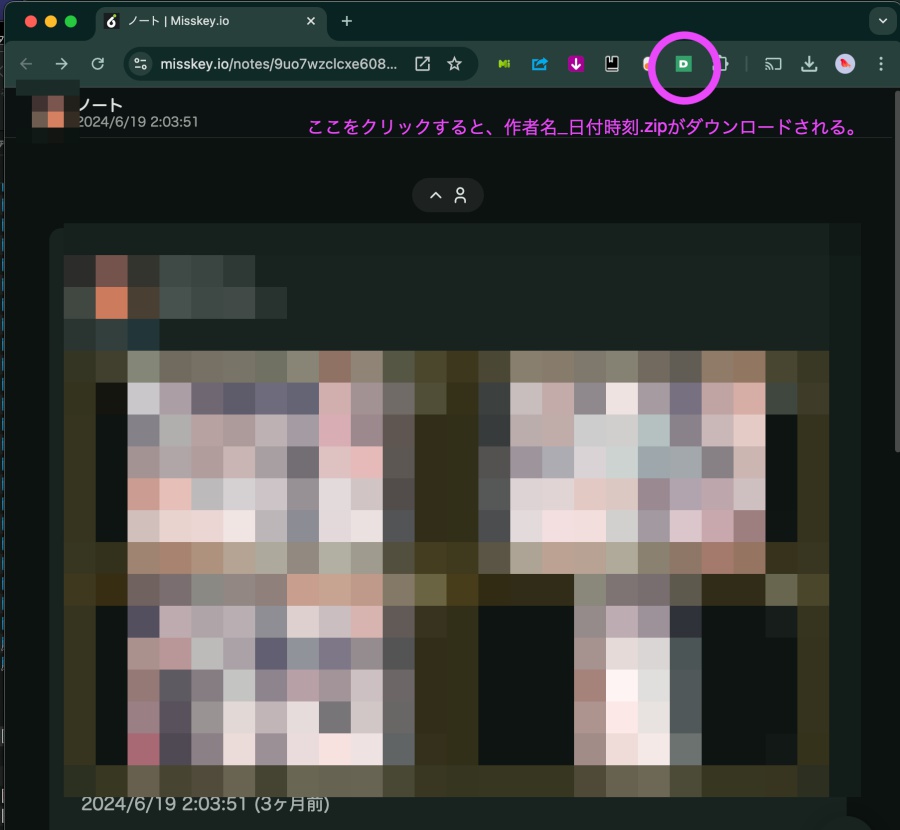 ノート | Misskey.io
misskey.io/notes/9uo7wzclcxe608...
ノート
2024/6/19 2:03:51
ここをクリックすると、作者名_日付時刻.zipがダウンロードされる。
2024/6/19 2:03:51 (3ヶ月前)